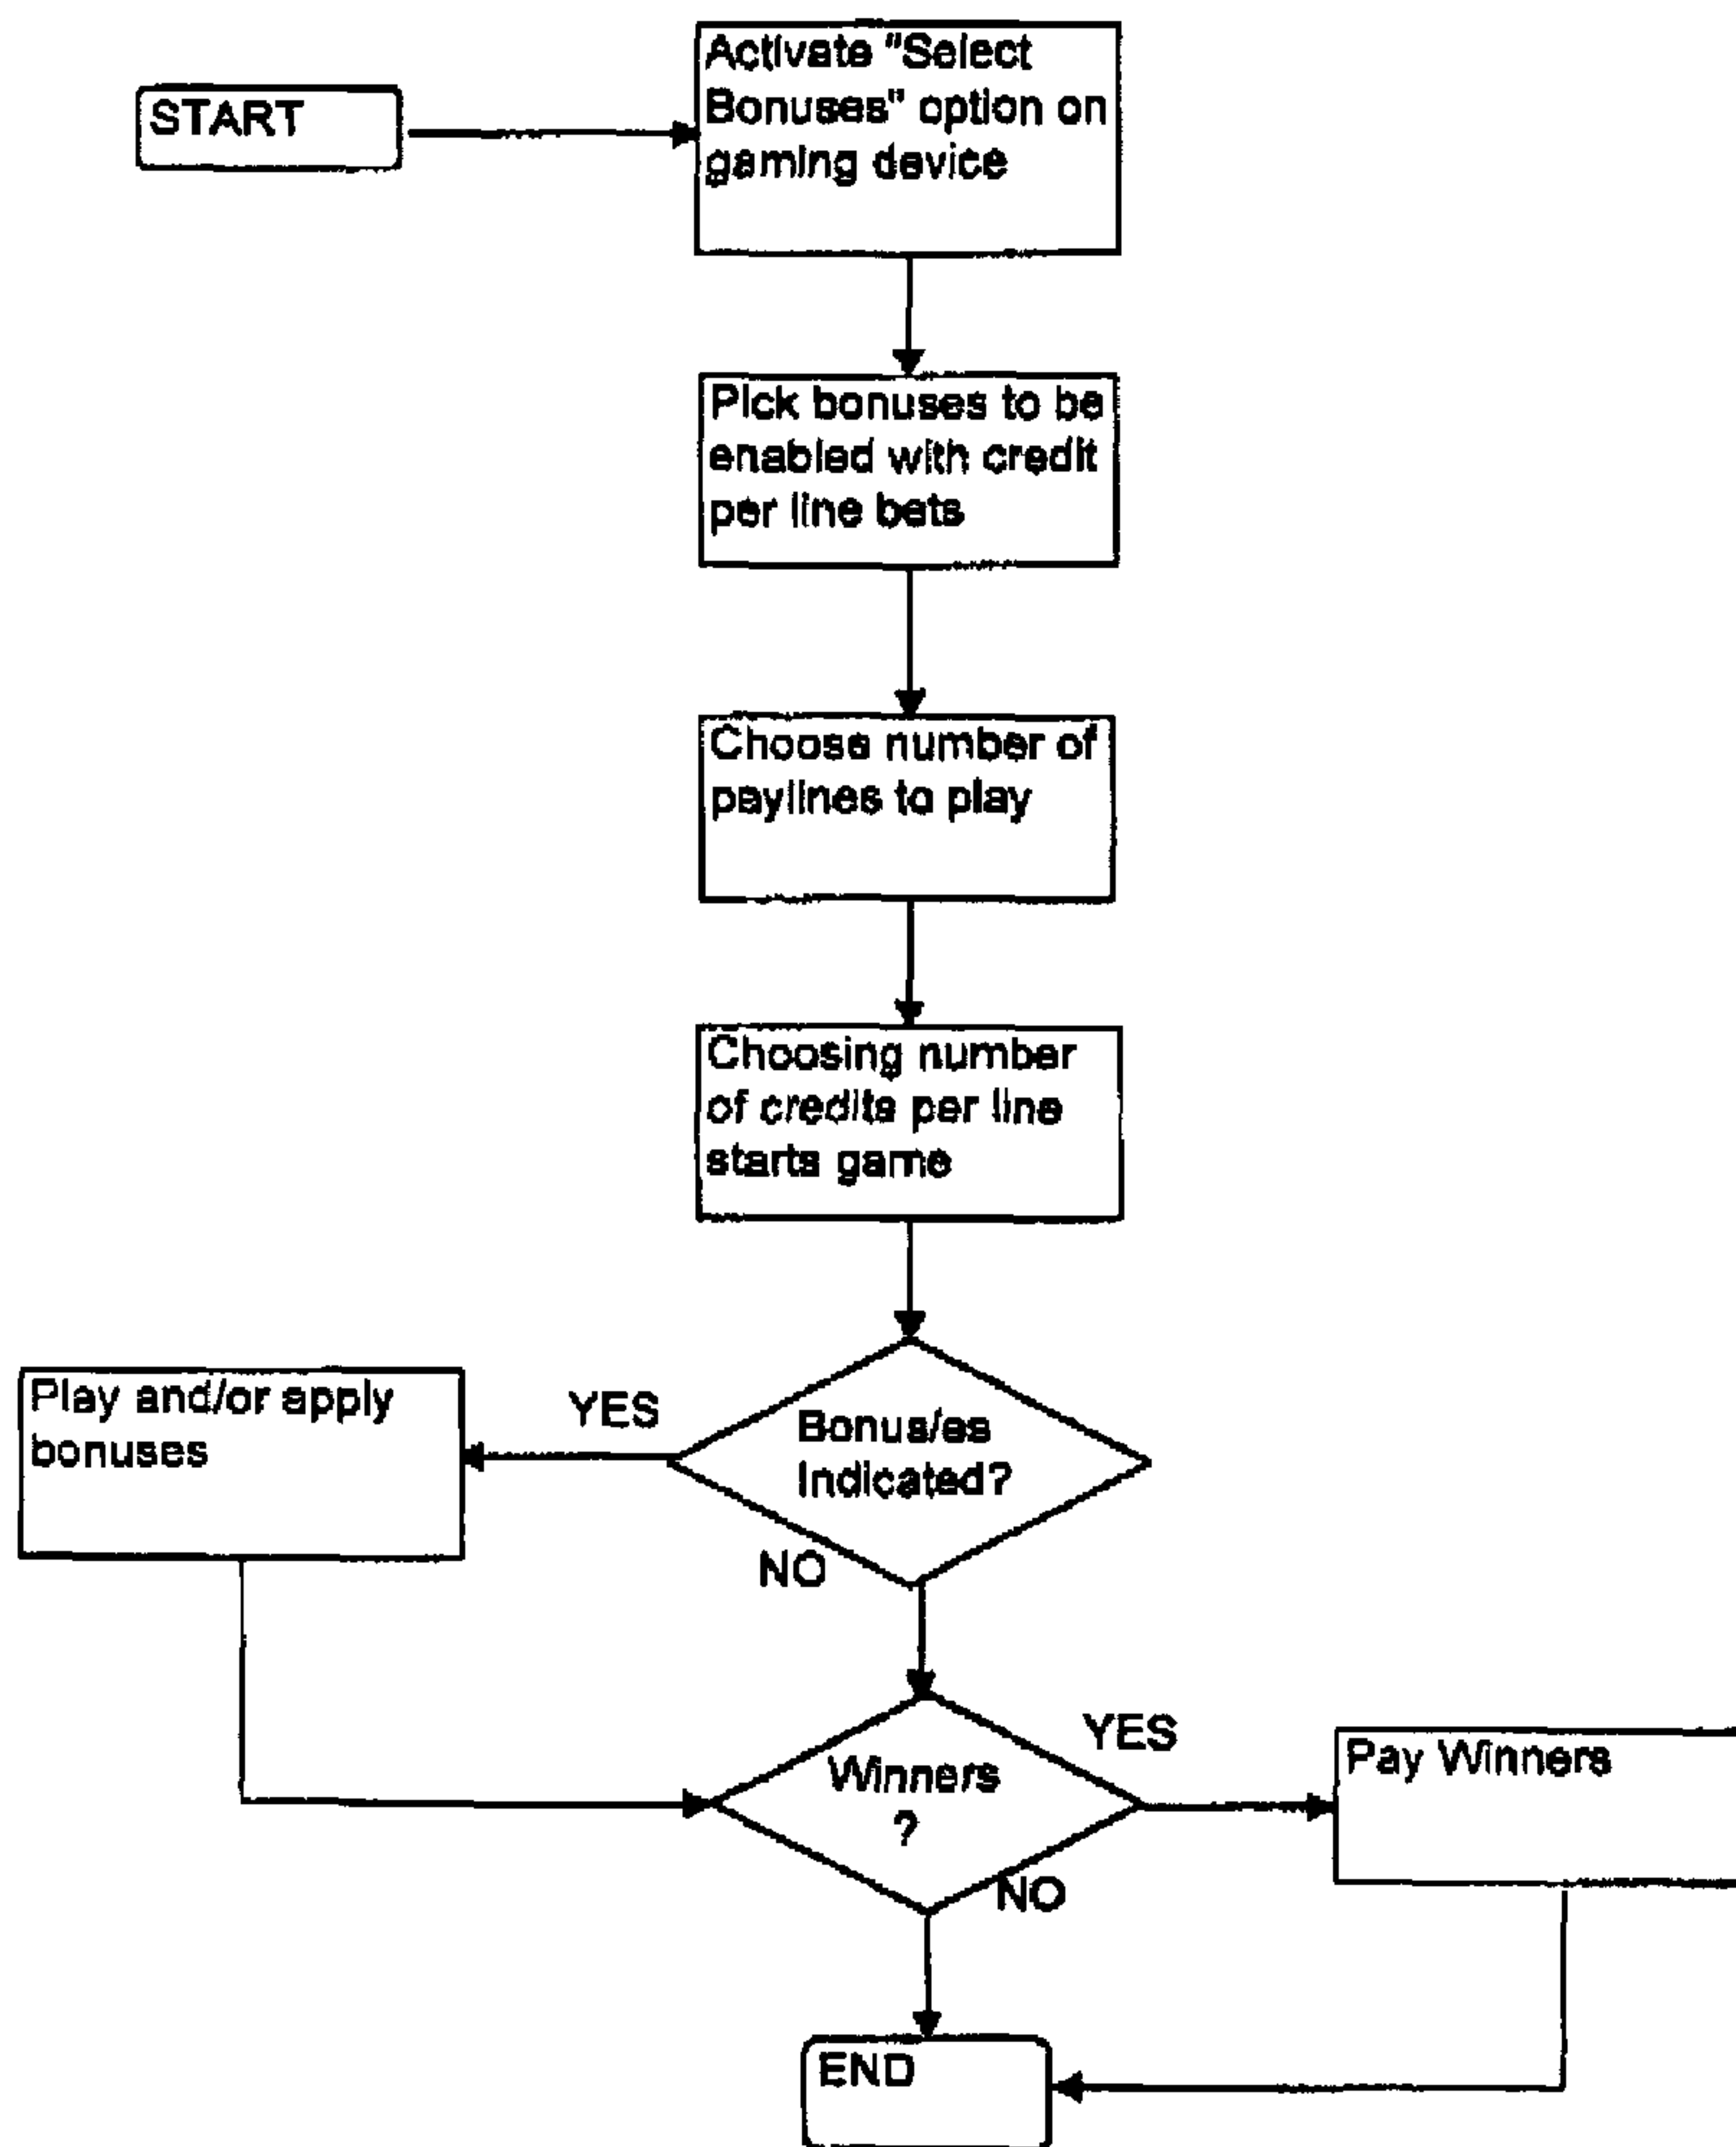 START
Activate "Select
Bonuses" option on
gaming device
Pick bonuses to be
enabled with credit
per line bets
Choose number of
paylines to play
Choosing number
of credits per line
starts game
Bonus/es
Indicated?
YES
Play and/or apply
bonuses
NO
Winners
?
YES
Pay Winners
NO
END